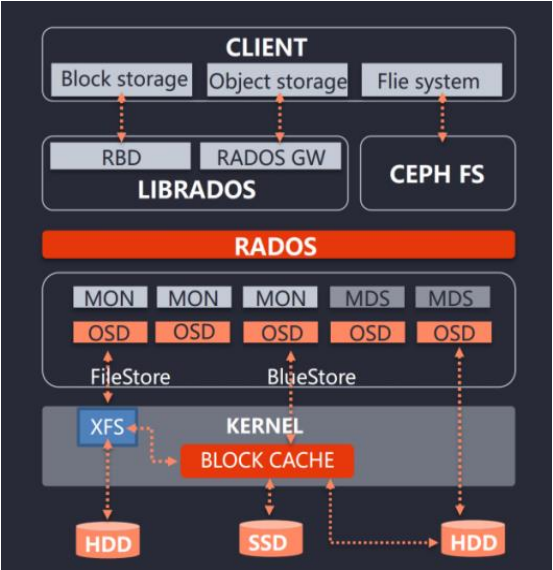 CLIENT
Block storage Object storage Flie system
RBD RADOS GW
LIBRADOS
CEPH FS
RADOS
MON MON MON MDS MDS
OSD OSD OSD OSD OSD
FileStore BlueStore
XFS KERNEL
BLOCK CACHE
HDD SSD HDD